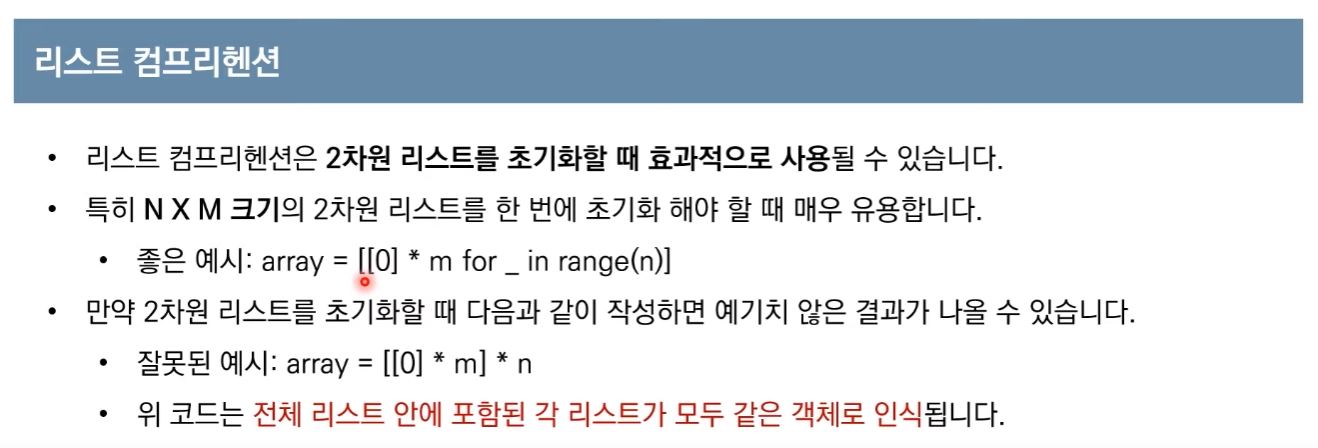 리스트 컴프리헨션
• 리스트 컴프리헨션은 2차원 리스트를 초기화할 때 효과적으로 사용될 수 있습니다.
• 특히 N X M 크기의 2차원 리스트를 한 번에 초기화 해야 할 때 매우 유용합니다.
• 좋은 예시: array = [[0] * m for _ in range(n)]
• 만약 2차원 리스트를 초기화할 때 다음과 같이 작성하면 예기치 않은 결과가 나올 수 있습니다.
• 잘못된 예시: array = [[0] * m] * n
• 위 코드는 전체 리스트 안에 포함된 각 리스트가 모두 같은 객체로 인식됩니다.